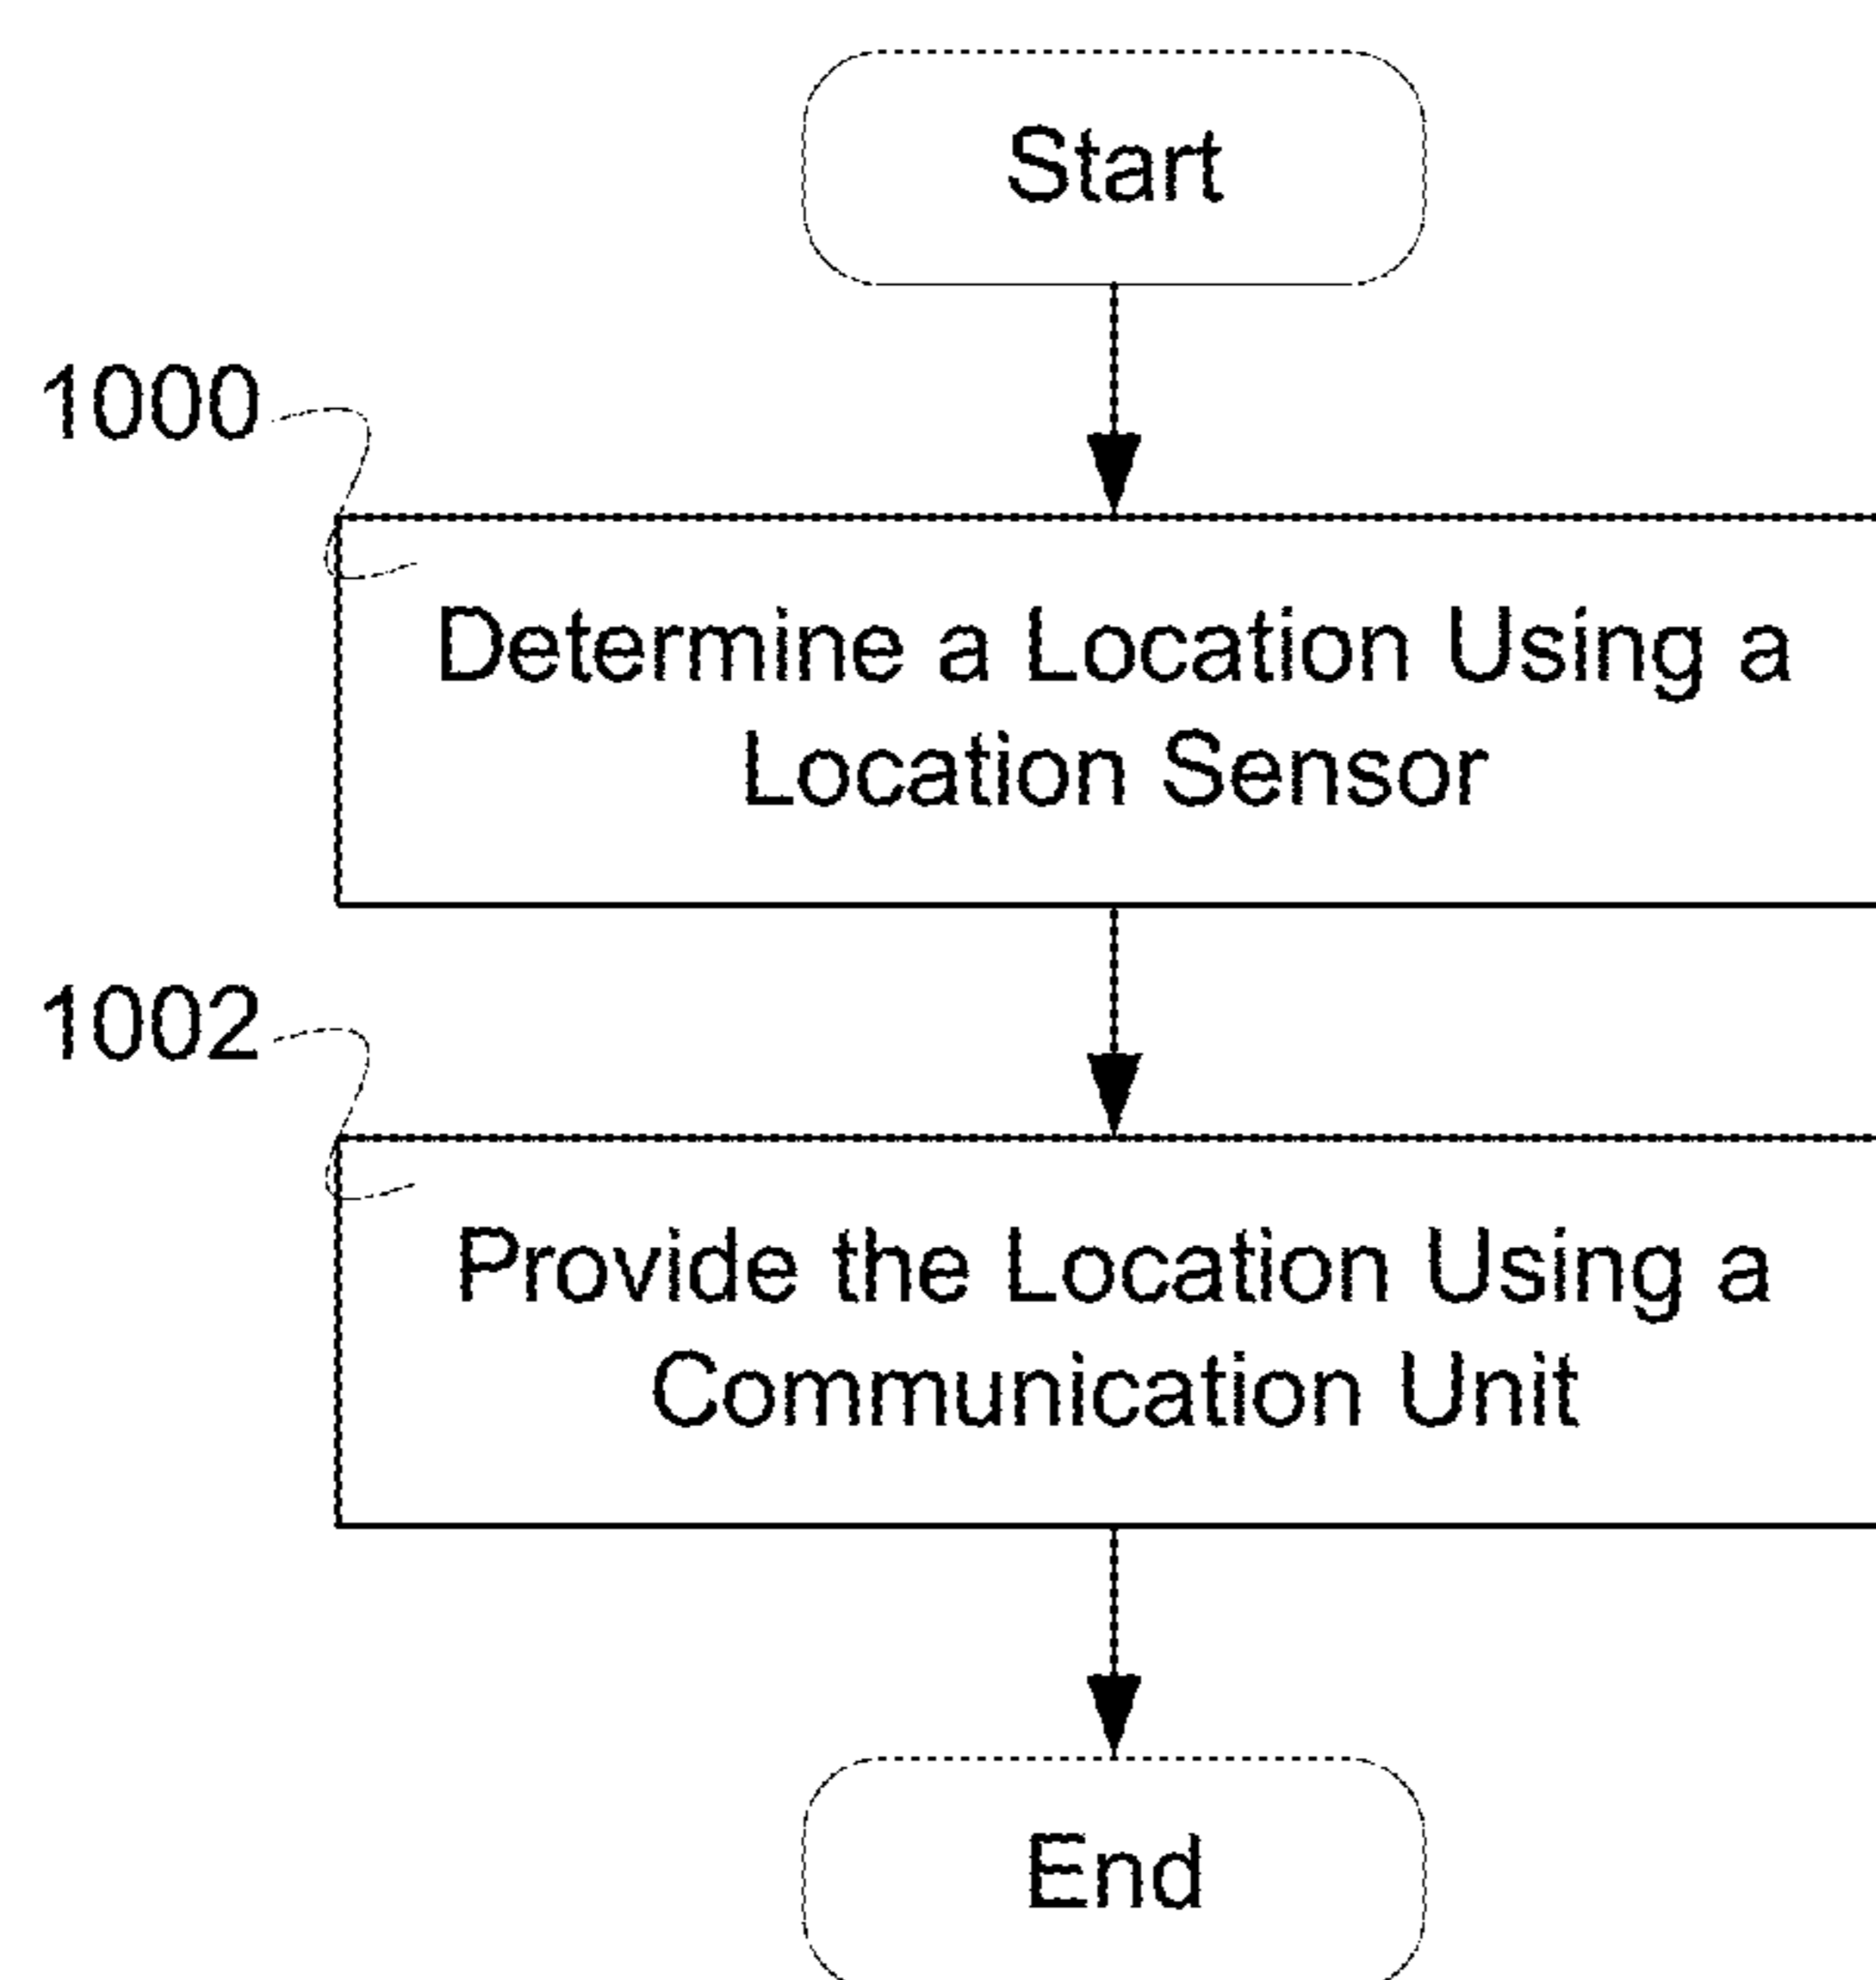 Start
1000
Determine a Location Using a
Location Sensor
1002
Provide the Location Using a
Communication Unit
End